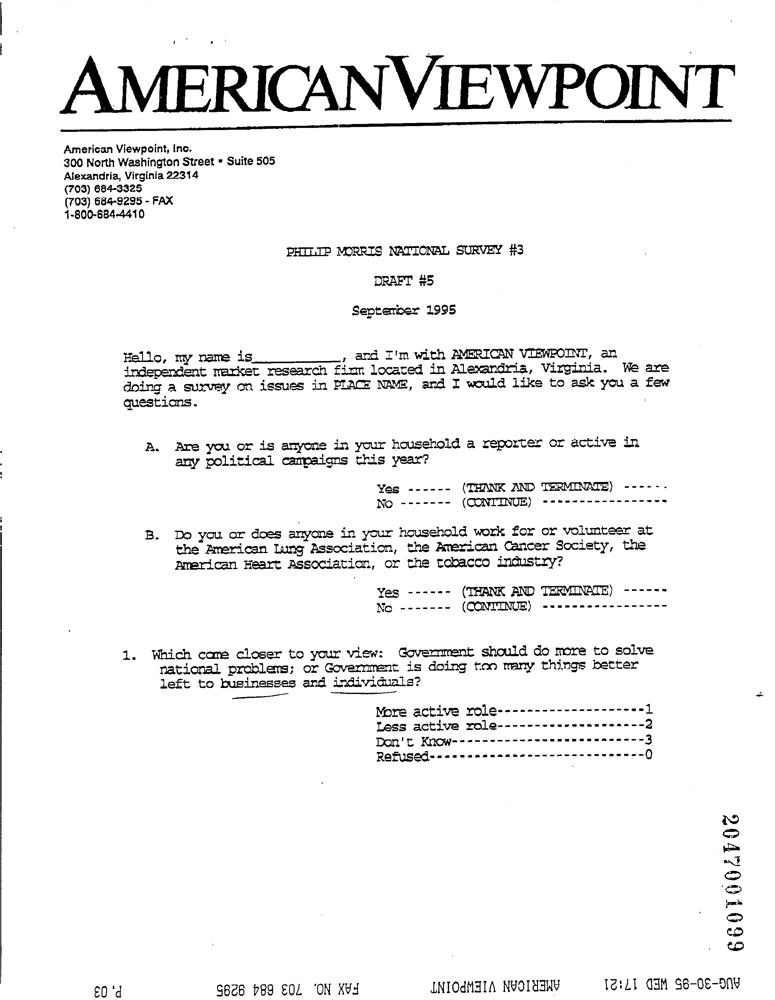 AMERICAN VIEWPOINT
American Viewpoint, Inc.
300 North Washington Street • Suite 505
Alexandria, Virginia 22314
(703) 684-3325
(703) 684-9295 - FAX
1-800-684-4410
PHILIP MORRIS NATIONAL SURVEY #3
DRAFT #5
September 1995
Hello, my name is__________, and I'm with AMERICAN VIEWPOINT, an
independent market research firm located in Alexandria, Virginia. We are
doing a survey on issues in PLACE NAME, and I would like to ask you a few
questions.
A. Are you or is anyone in your household a reporter or active in
any political campaigns this year?
Yes ------ (THANK AND TERMINATE) ------
No ------- (CONTINUE) -----------------
B. Do you or does anyone in your household work for or volunteer at
the American Lung Association, the American Cancer Society, the
American Heart Association, or the tobacco industry?
Yes ------ (THANK AND TERMINATE) ------
No ------- (CONTINUE) -----------------
1. Which come closer to your view: Government should do more to solve
national problems; or Government is doing too many things better
left to businesses and individuals?
More active role--------------------1
Less active role--------------------2
Don't Know--------------------------3
Refused-----------------------------0
2047001099
AUG-30-95 WED 17:21 AMERICAN VIEWPOINT FAX NO. 703 684 9295 P. 03